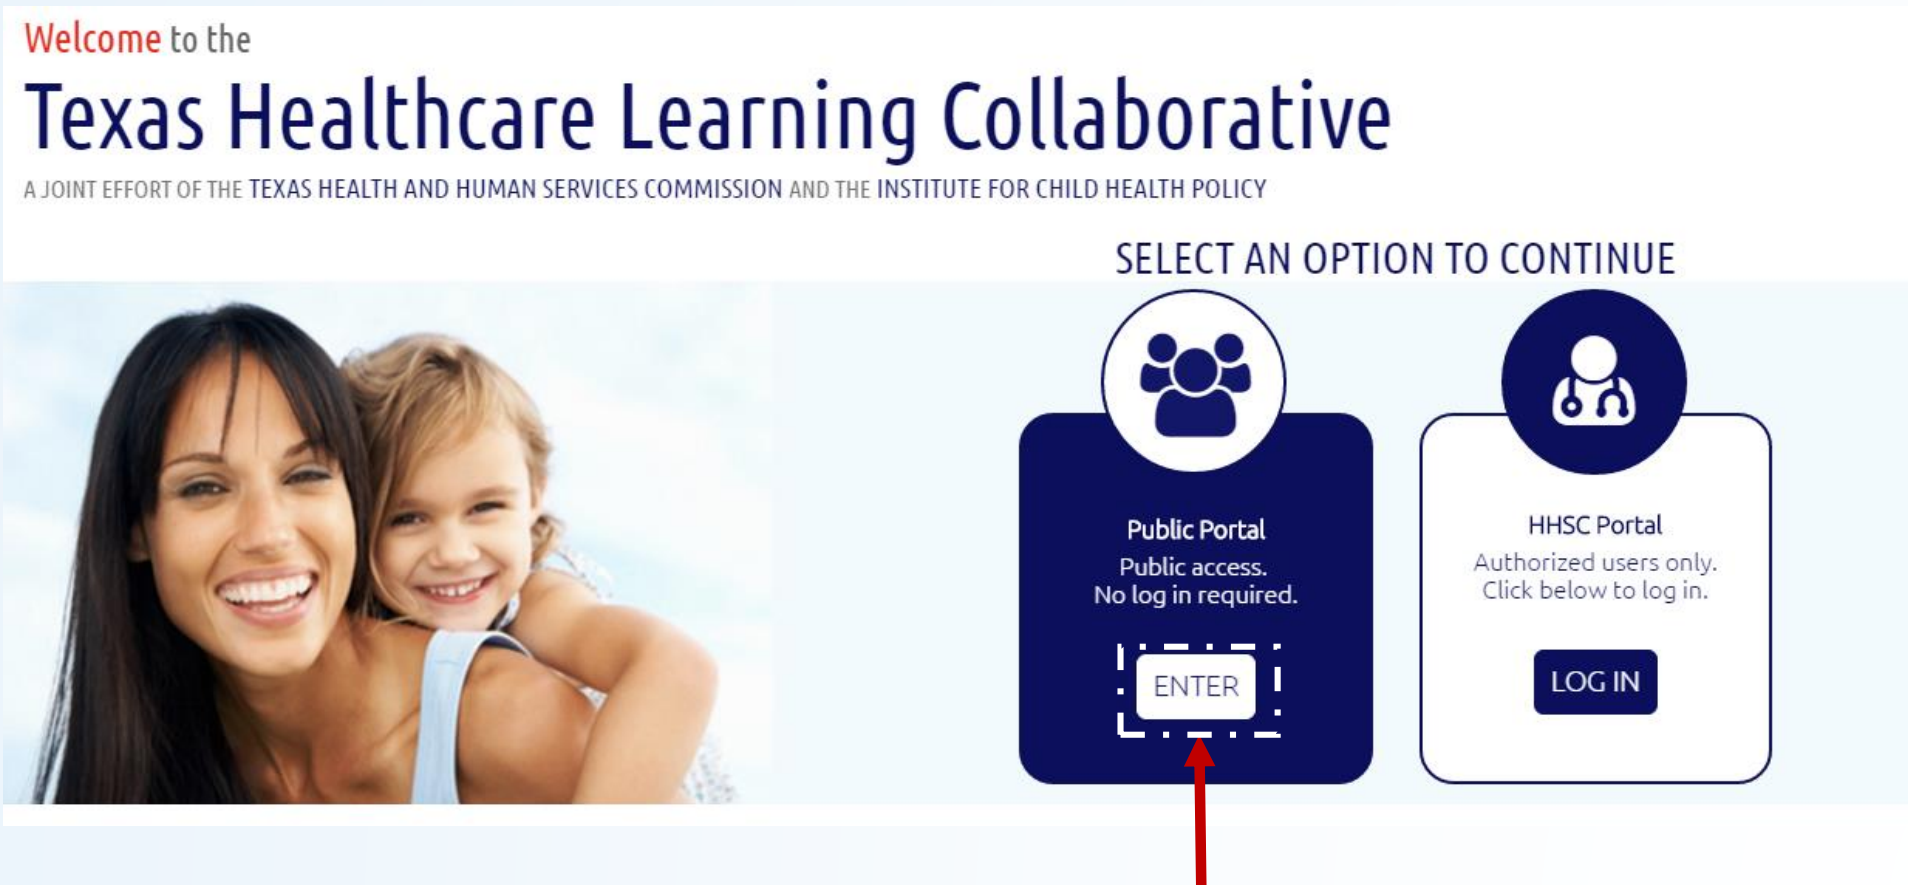 Welcome to the
Texas Healthcare Learning Collaborative
A JOINT EFFORT OF THE TEXAS HEALTH AND HUMAN SERVICES COMMISSION AND THE INSTITUTE FOR CHILD HEALTH POLICY
SELECT AN OPTION TO CONTINUE
Public Portal
Public access.
No log in required.
ENTER
HHSC Portal
Authorized users only.
Click below to log in.
LOG IN